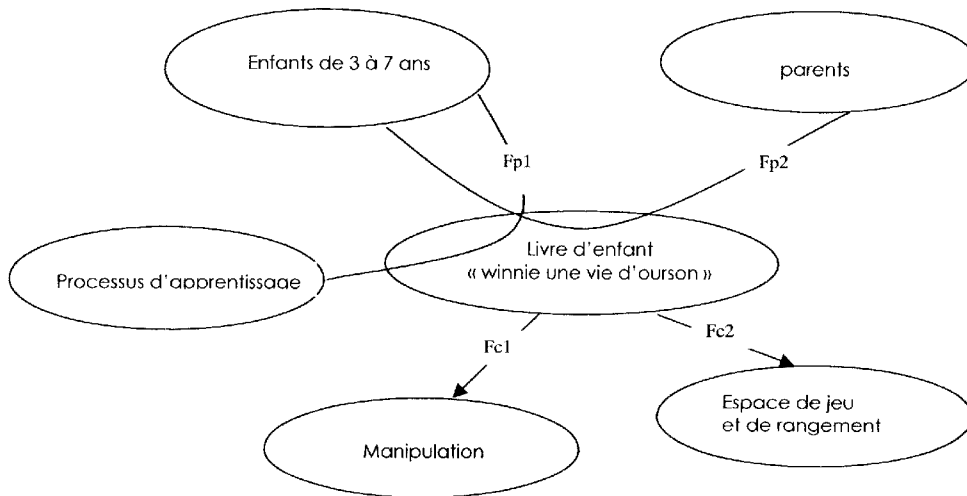 Enfants de 3 à 7 ans
parents
Fp1
Fp2
Livre d'enfant
« winnie une vie d'ourson »
Processus d'apprentissage
Fc1
Fc2
Espace de jeu
et de rangement
Manipulation